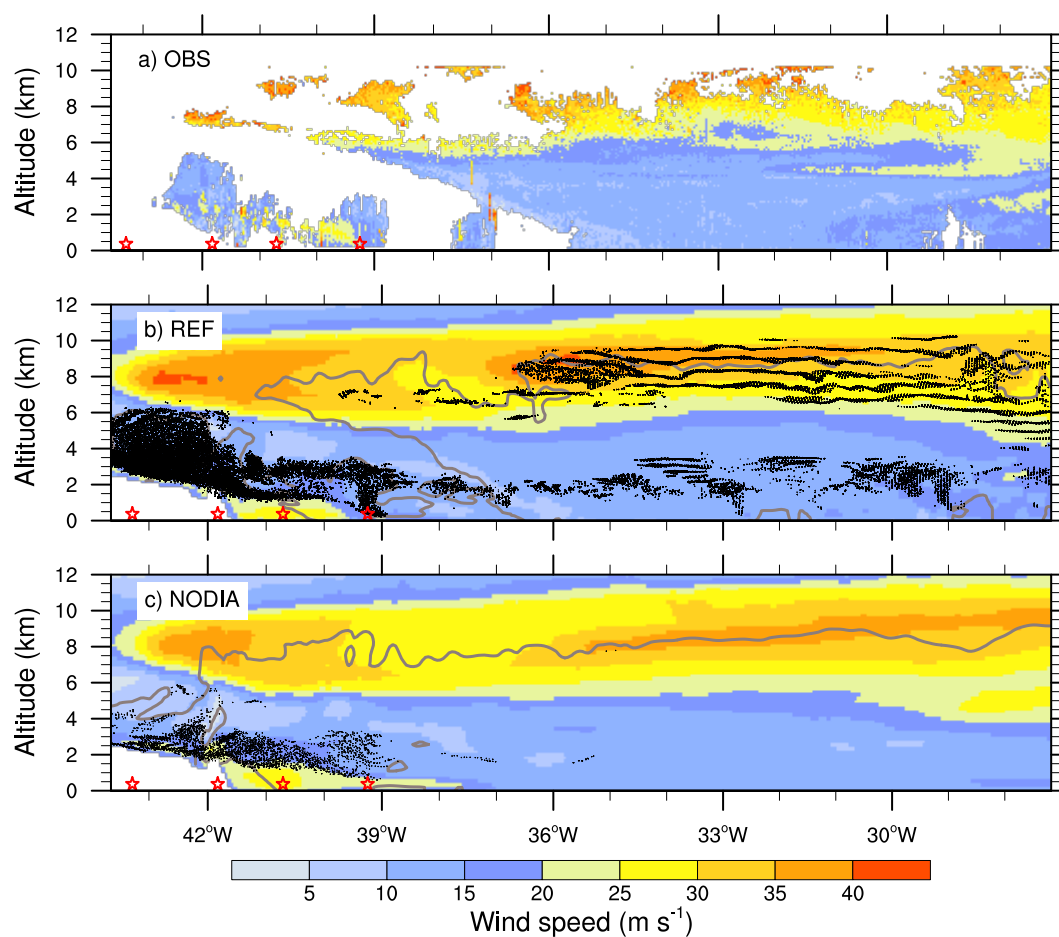 12
10
8
6
4
2
0
Altitude (km)
a) OBS
12
10
8
6
4
2
0
Altitude (km)
b) REF
12
10
8
6
4
2
0
Altitude (km)
c) NODIA
42°W 39°W 36°W 33°W 30°W
5 10 15 20 25 30 35 40
Wind speed (m s⁻¹)